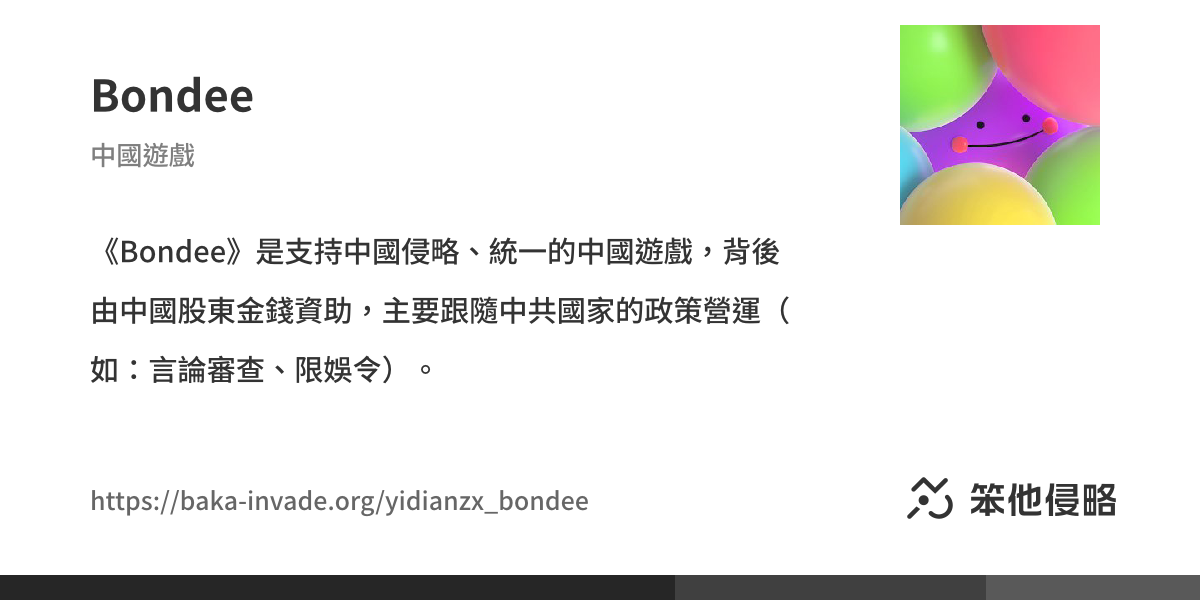 Bondee
中國遊戲
《Bondee》是支持中國侵略、統一的中國遊戲，背後
由中國股東金錢資助，主要跟隨中共國家的政策營運（
如：言論審查、限娛令）。
https://baka-invade.org/yidianzx_bondee
笨他侵略